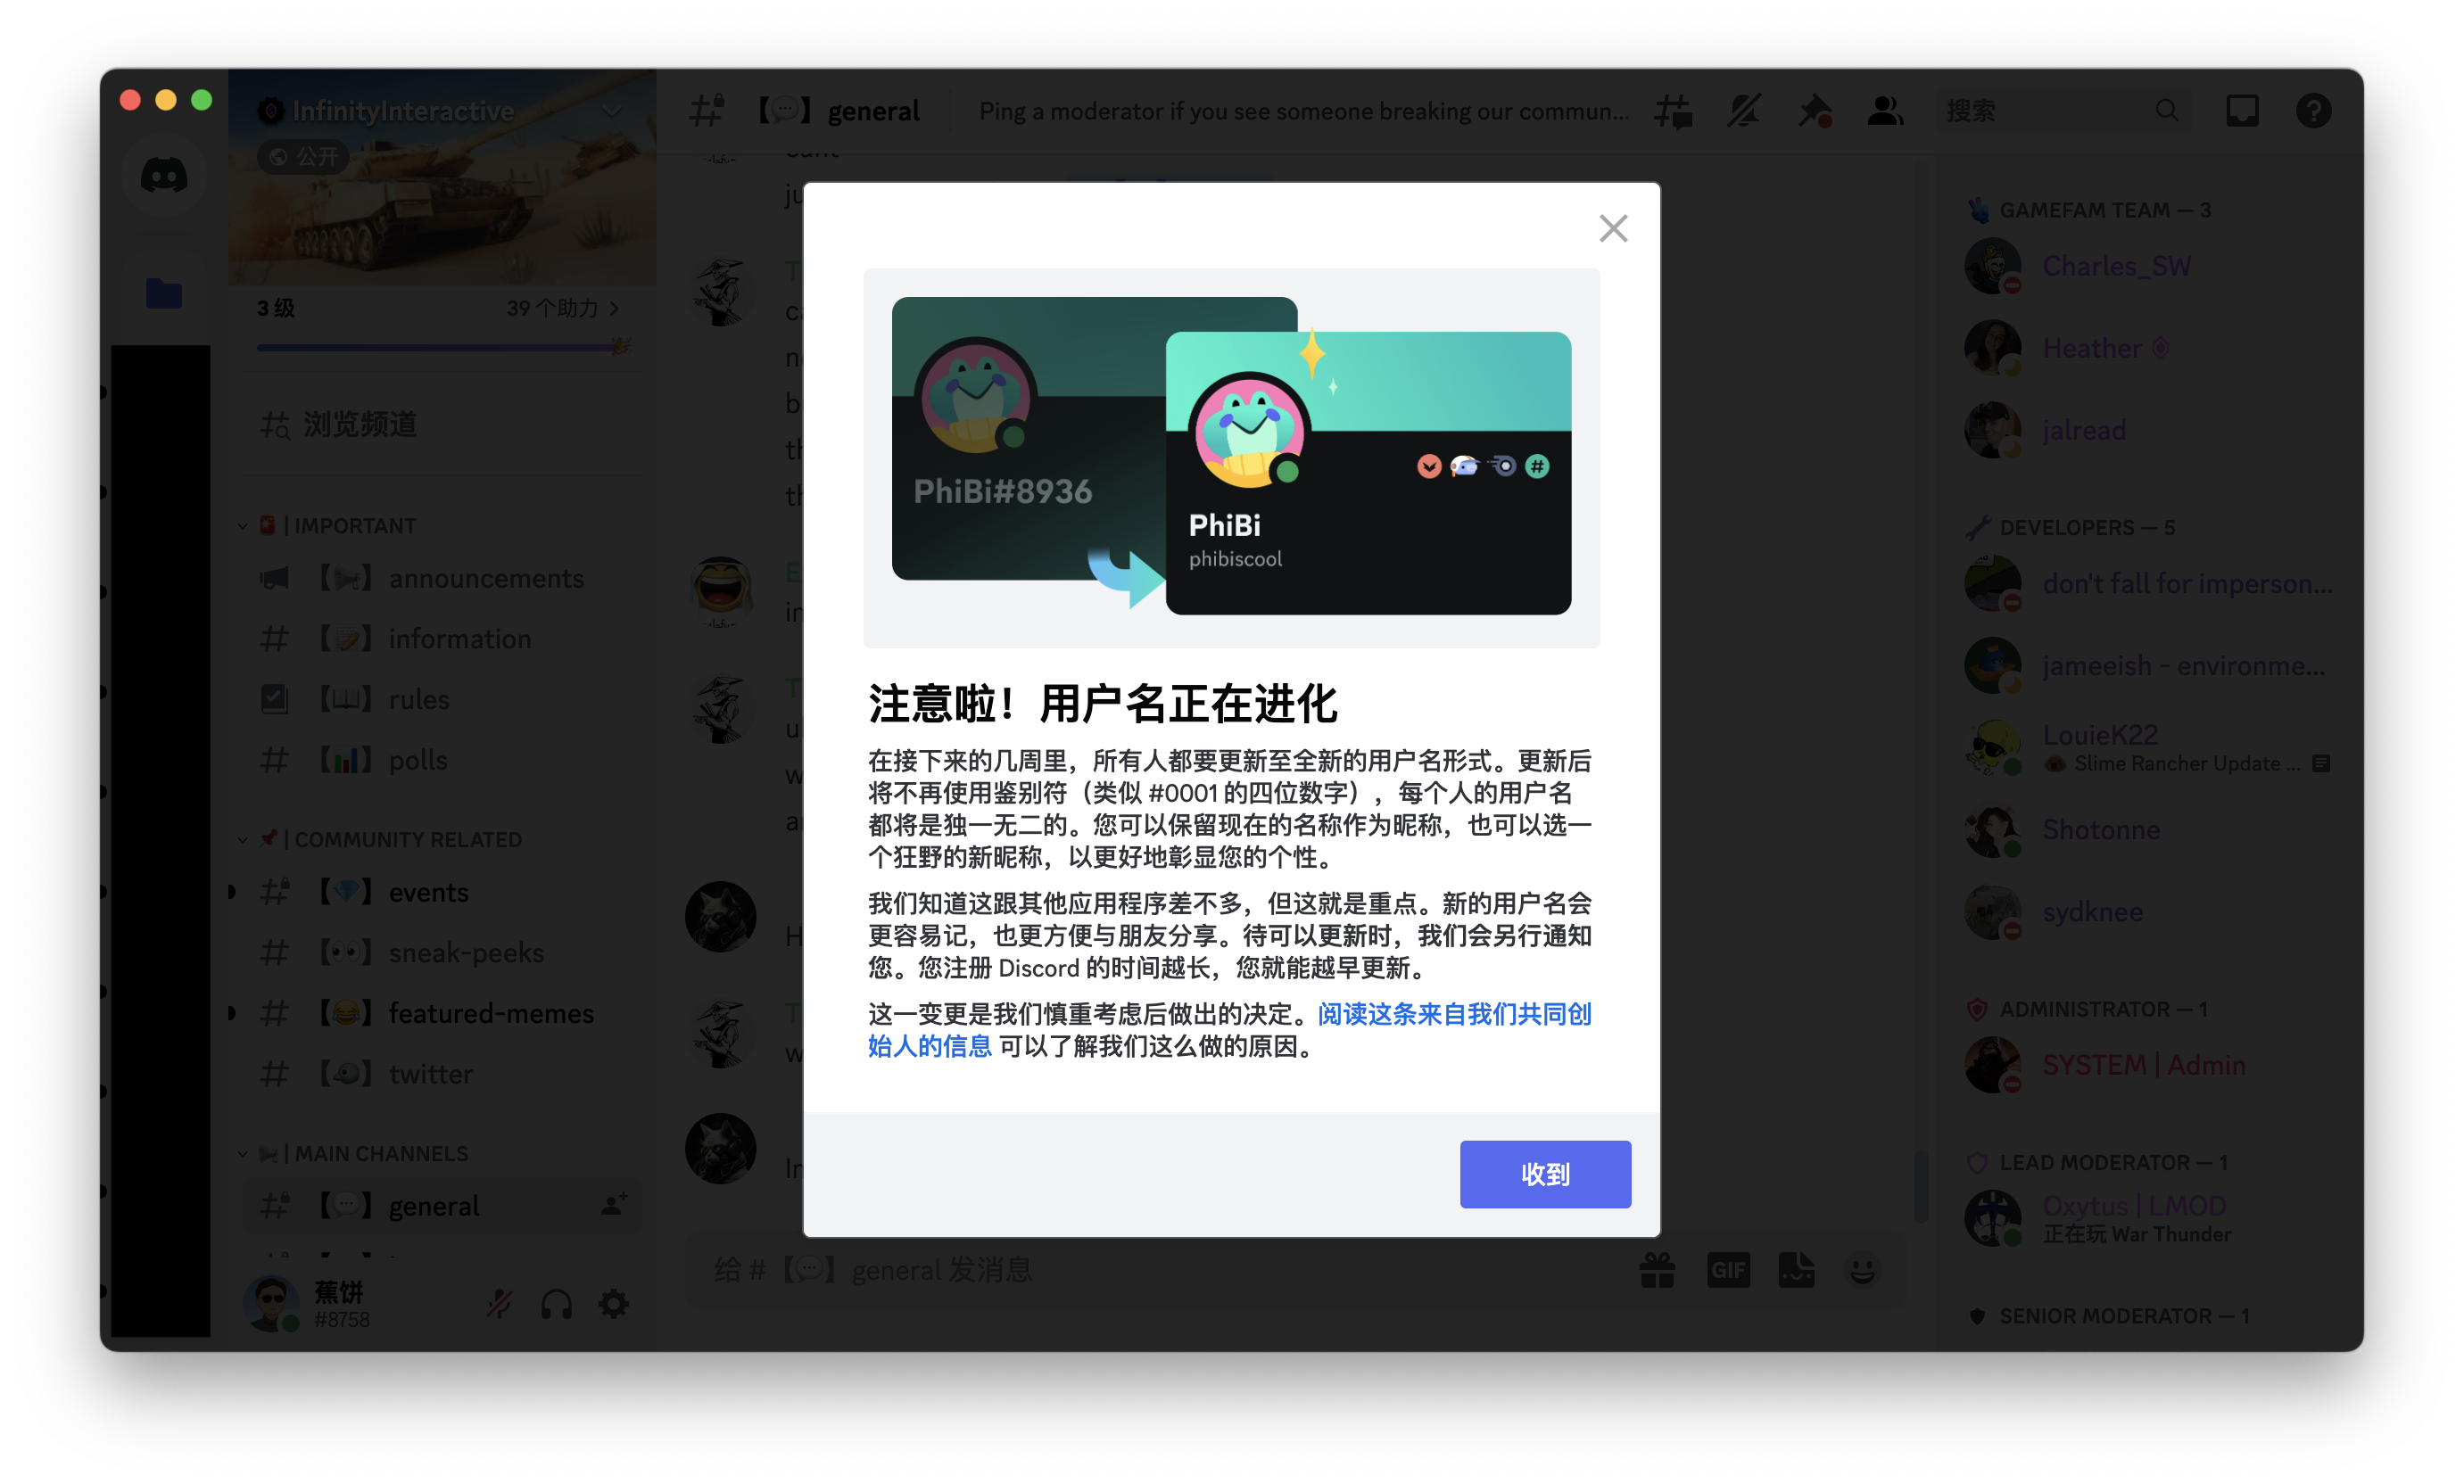 InfinityInteractive
公开
3 级
39 个助力
浏览频道
| IMPORTANT
【📢】 announcements
【📝】 information
【📖】 rules
【📊】 polls
| COMMUNITY RELATED
【💎】 events
【👀】 sneak-peeks
【😂】 featured-memes
【🪐】 twitter
| MAIN CHANNELS
【💬】 general
蕉饼
#8758
【💬】 general
Ping a moderator if you see someone breaking our commun...
搜索
PhiBi#8936
PhiBi
phibiscool
注意啦！用户名正在进化
在接下来的几周里，所有人都要更新至全新的用户名形式。更新后
将不再使用鉴别符（类似 #0001 的四位数字），每个人的用户名
都将是独一无二的。您可以保留现在的名称作为昵称，也可以选一
个狂野的新昵称，以更好地彰显您的个性。
我们知道这跟其他应用程序差不多，但这就是重点。新的用户名会
更容易记，也更方便与朋友分享。待可以更新时，我们会另行通知
您。您注册 Discord 的时间越长，您就能越早更新。
这一变更是我们慎重考虑后做出的决定。阅读这条来自我们共同创
始人的信息 可以了解我们这么做的原因。
收到
给 # 【💬】 general 发消息
GIF
GAMEFAM TEAM — 3
Charles_SW
Heather
jalread
DEVELOPERS — 5
don't fall for imperson...
jameeish - environme...
LouieK22
Slime Rancher Update ...
Shotonne
sydknee
ADMINISTRATOR — 1
SYSTEM | Admin
LEAD MODERATOR — 1
Oxytus | LMOD
正在玩 War Thunder
SENIOR MODERATOR — 1